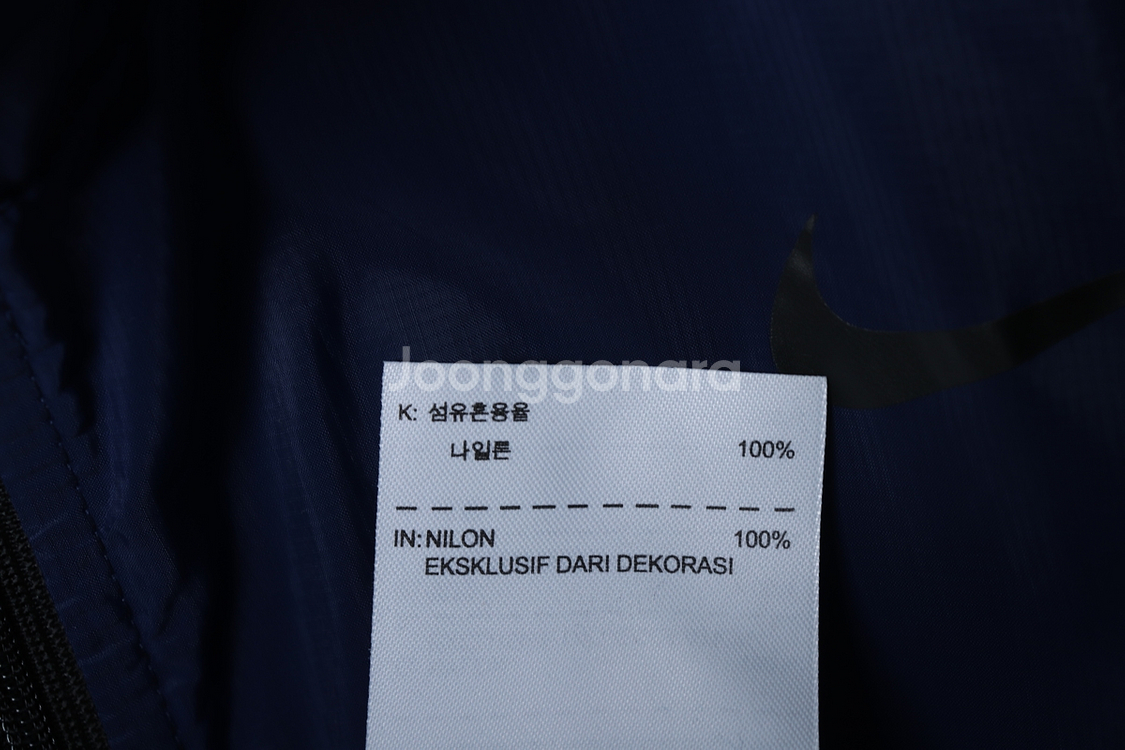 Joonggonara
K: 섬유혼용율
나일론 100%
IN: NILON 100%
EKSKLUSIF DARI DEKORASI